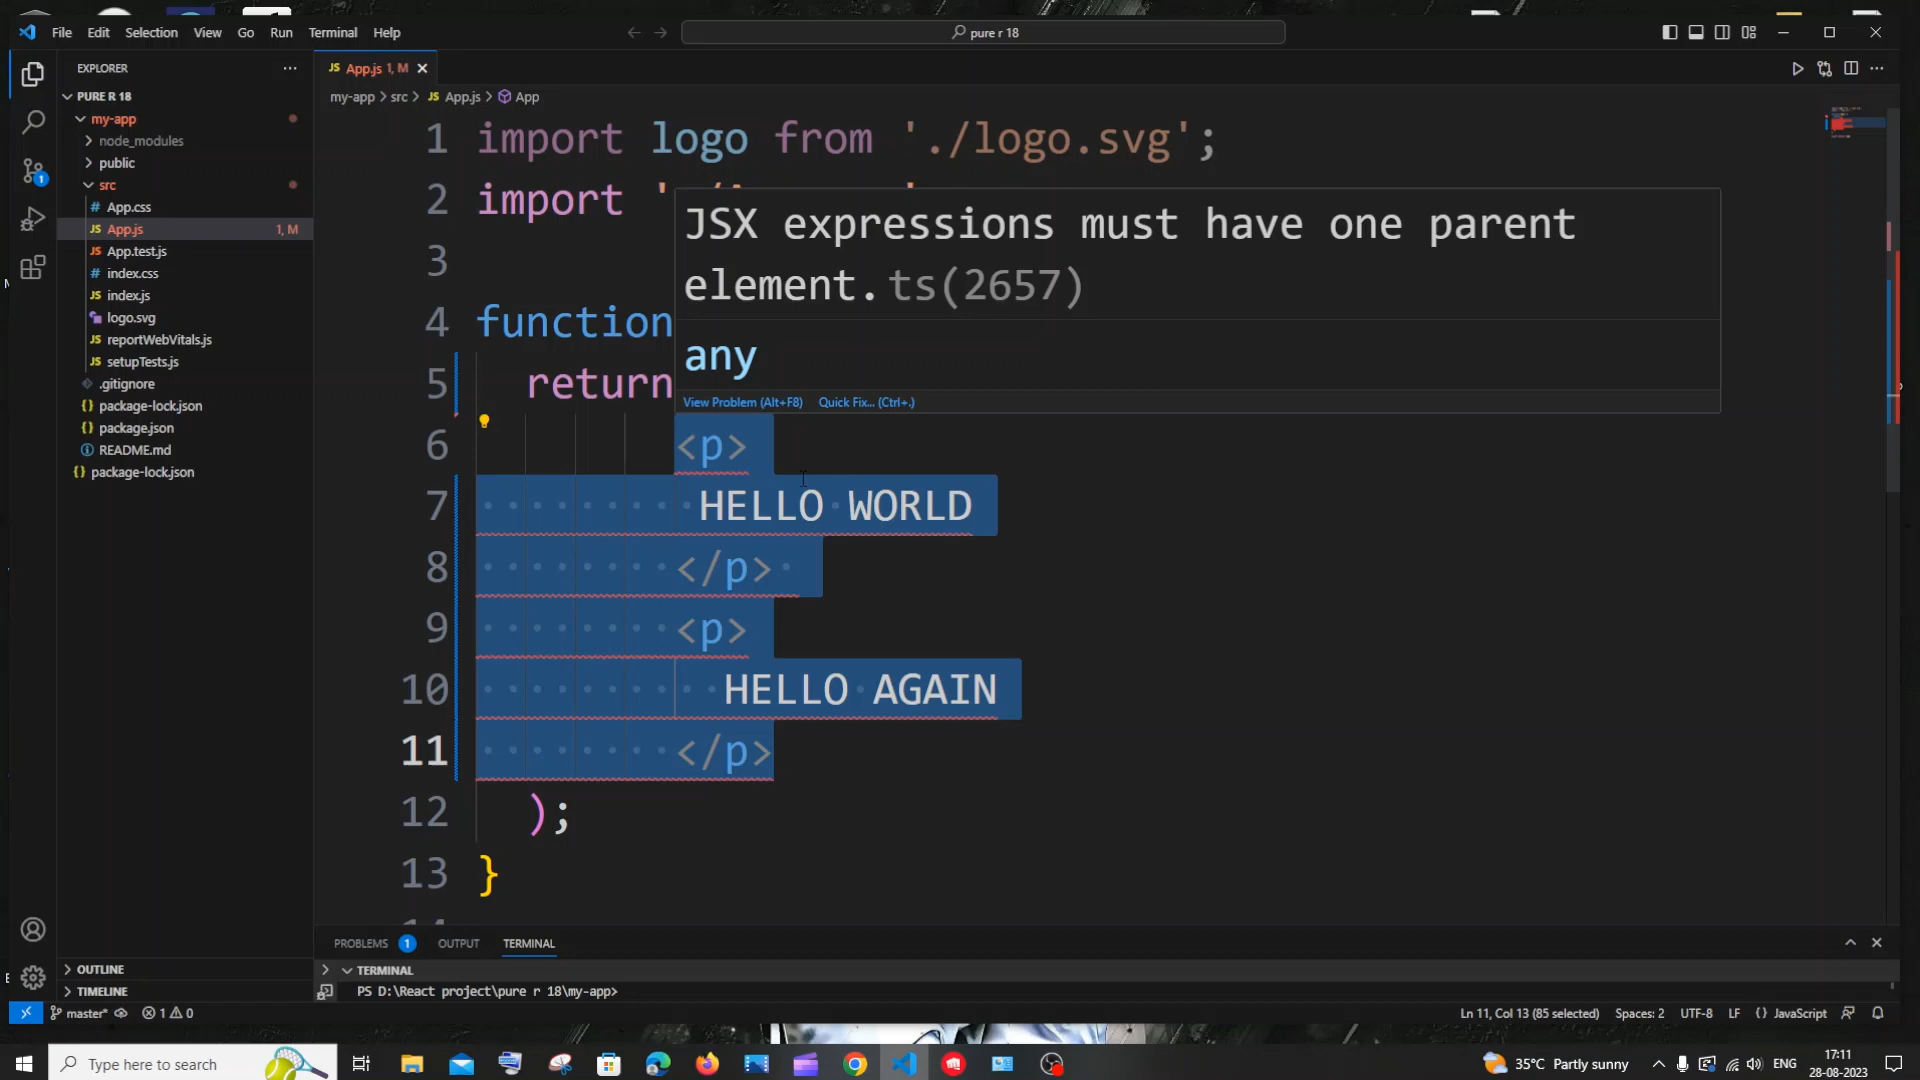 File Edit Selection View Go Run Terminal Help
pure r 18
EXPLORER
JS App.js 1, M
PURE R 18
my-app
node_modules
public
src
# App.css
JS App.js 1, M
JS App.test.js
# index.css
JS index.js
logo.svg
JS reportWebVitals.js
JS setupTests.js
.gitignore
{} package-lock.json
{} package.json
README.md
{} package-lock.json
OUTLINE
TIMELINE
my-app > src > JS App.js > App
1 import logo from './logo.svg';
2 import '
3
4 function
5 return
JSX expressions must have one parent
element. ts(2657)
any
View Problem (Alt+F8) Quick Fix... (Ctrl+.)
6 <p>
7 HELLO WORLD
8 </p>
9 <p>
10 HELLO AGAIN
11 </p>
12 );
13 }
PROBLEMS 1 OUTPUT TERMINAL
TERMINAL
PS D:\React project\pure r 18\my-app>
master* 1 0
Ln 11, Col 13 (85 selected) Spaces: 2 UTF-8 LF {} JavaScript
Type here to search
35°C Partly sunny
ENG
17:11
28-08-2023